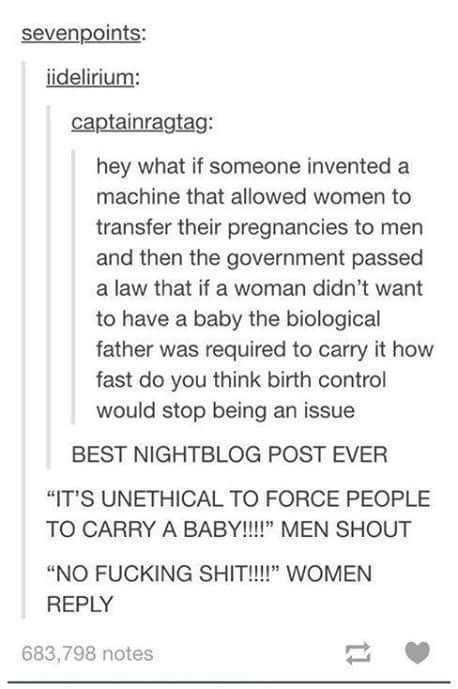 sevenpoints:
iidelirium:
captainragtag:
hey what if someone invented a
machine that allowed women to
transfer their pregnancies to men
and then the government passed
a law that if a woman didn’t want
to have a baby the biological
father was required to carry it how
fast do you think birth control
would stop being an issue
BEST NIGHTBLOG POST EVER
“IT’S UNETHICAL TO FORCE PEOPLE
TO CARRY A BABY!!!!” MEN SHOUT
“NO FUCKING SHIT!!!!” WOMEN
REPLY
683,798 notes